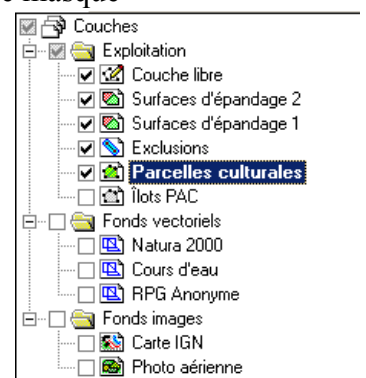 e masque
Couches
Exploitation
Couche libre
Surfaces d'épandage 2
Surfaces d'épandage 1
Exclusions
Parcelles culturales
Îlots PAC
Fonds vectoriels
Natura 2000
Cours d'eau
RPG Anonyme
Fonds images
Carte IGN
Photo aérienne